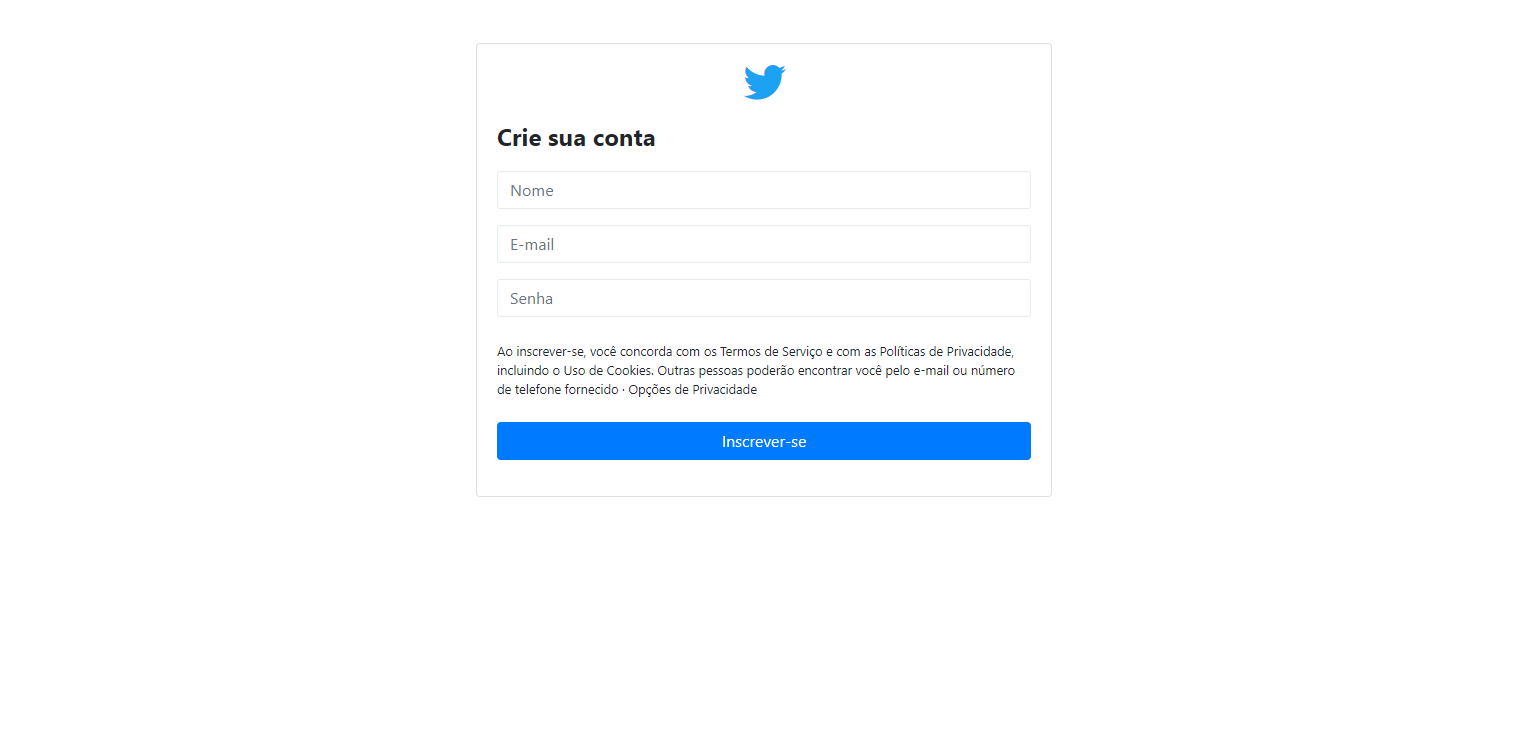 Crie sua conta
Nome
E-mail
Senha
Ao inscrever-se, você concorda com os Termos de Serviço e com as Políticas de Privacidade,
incluindo o Uso de Cookies. Outras pessoas poderão encontrar você pelo e-mail ou número
de telefone fornecido · Opções de Privacidade
Inscrever-se